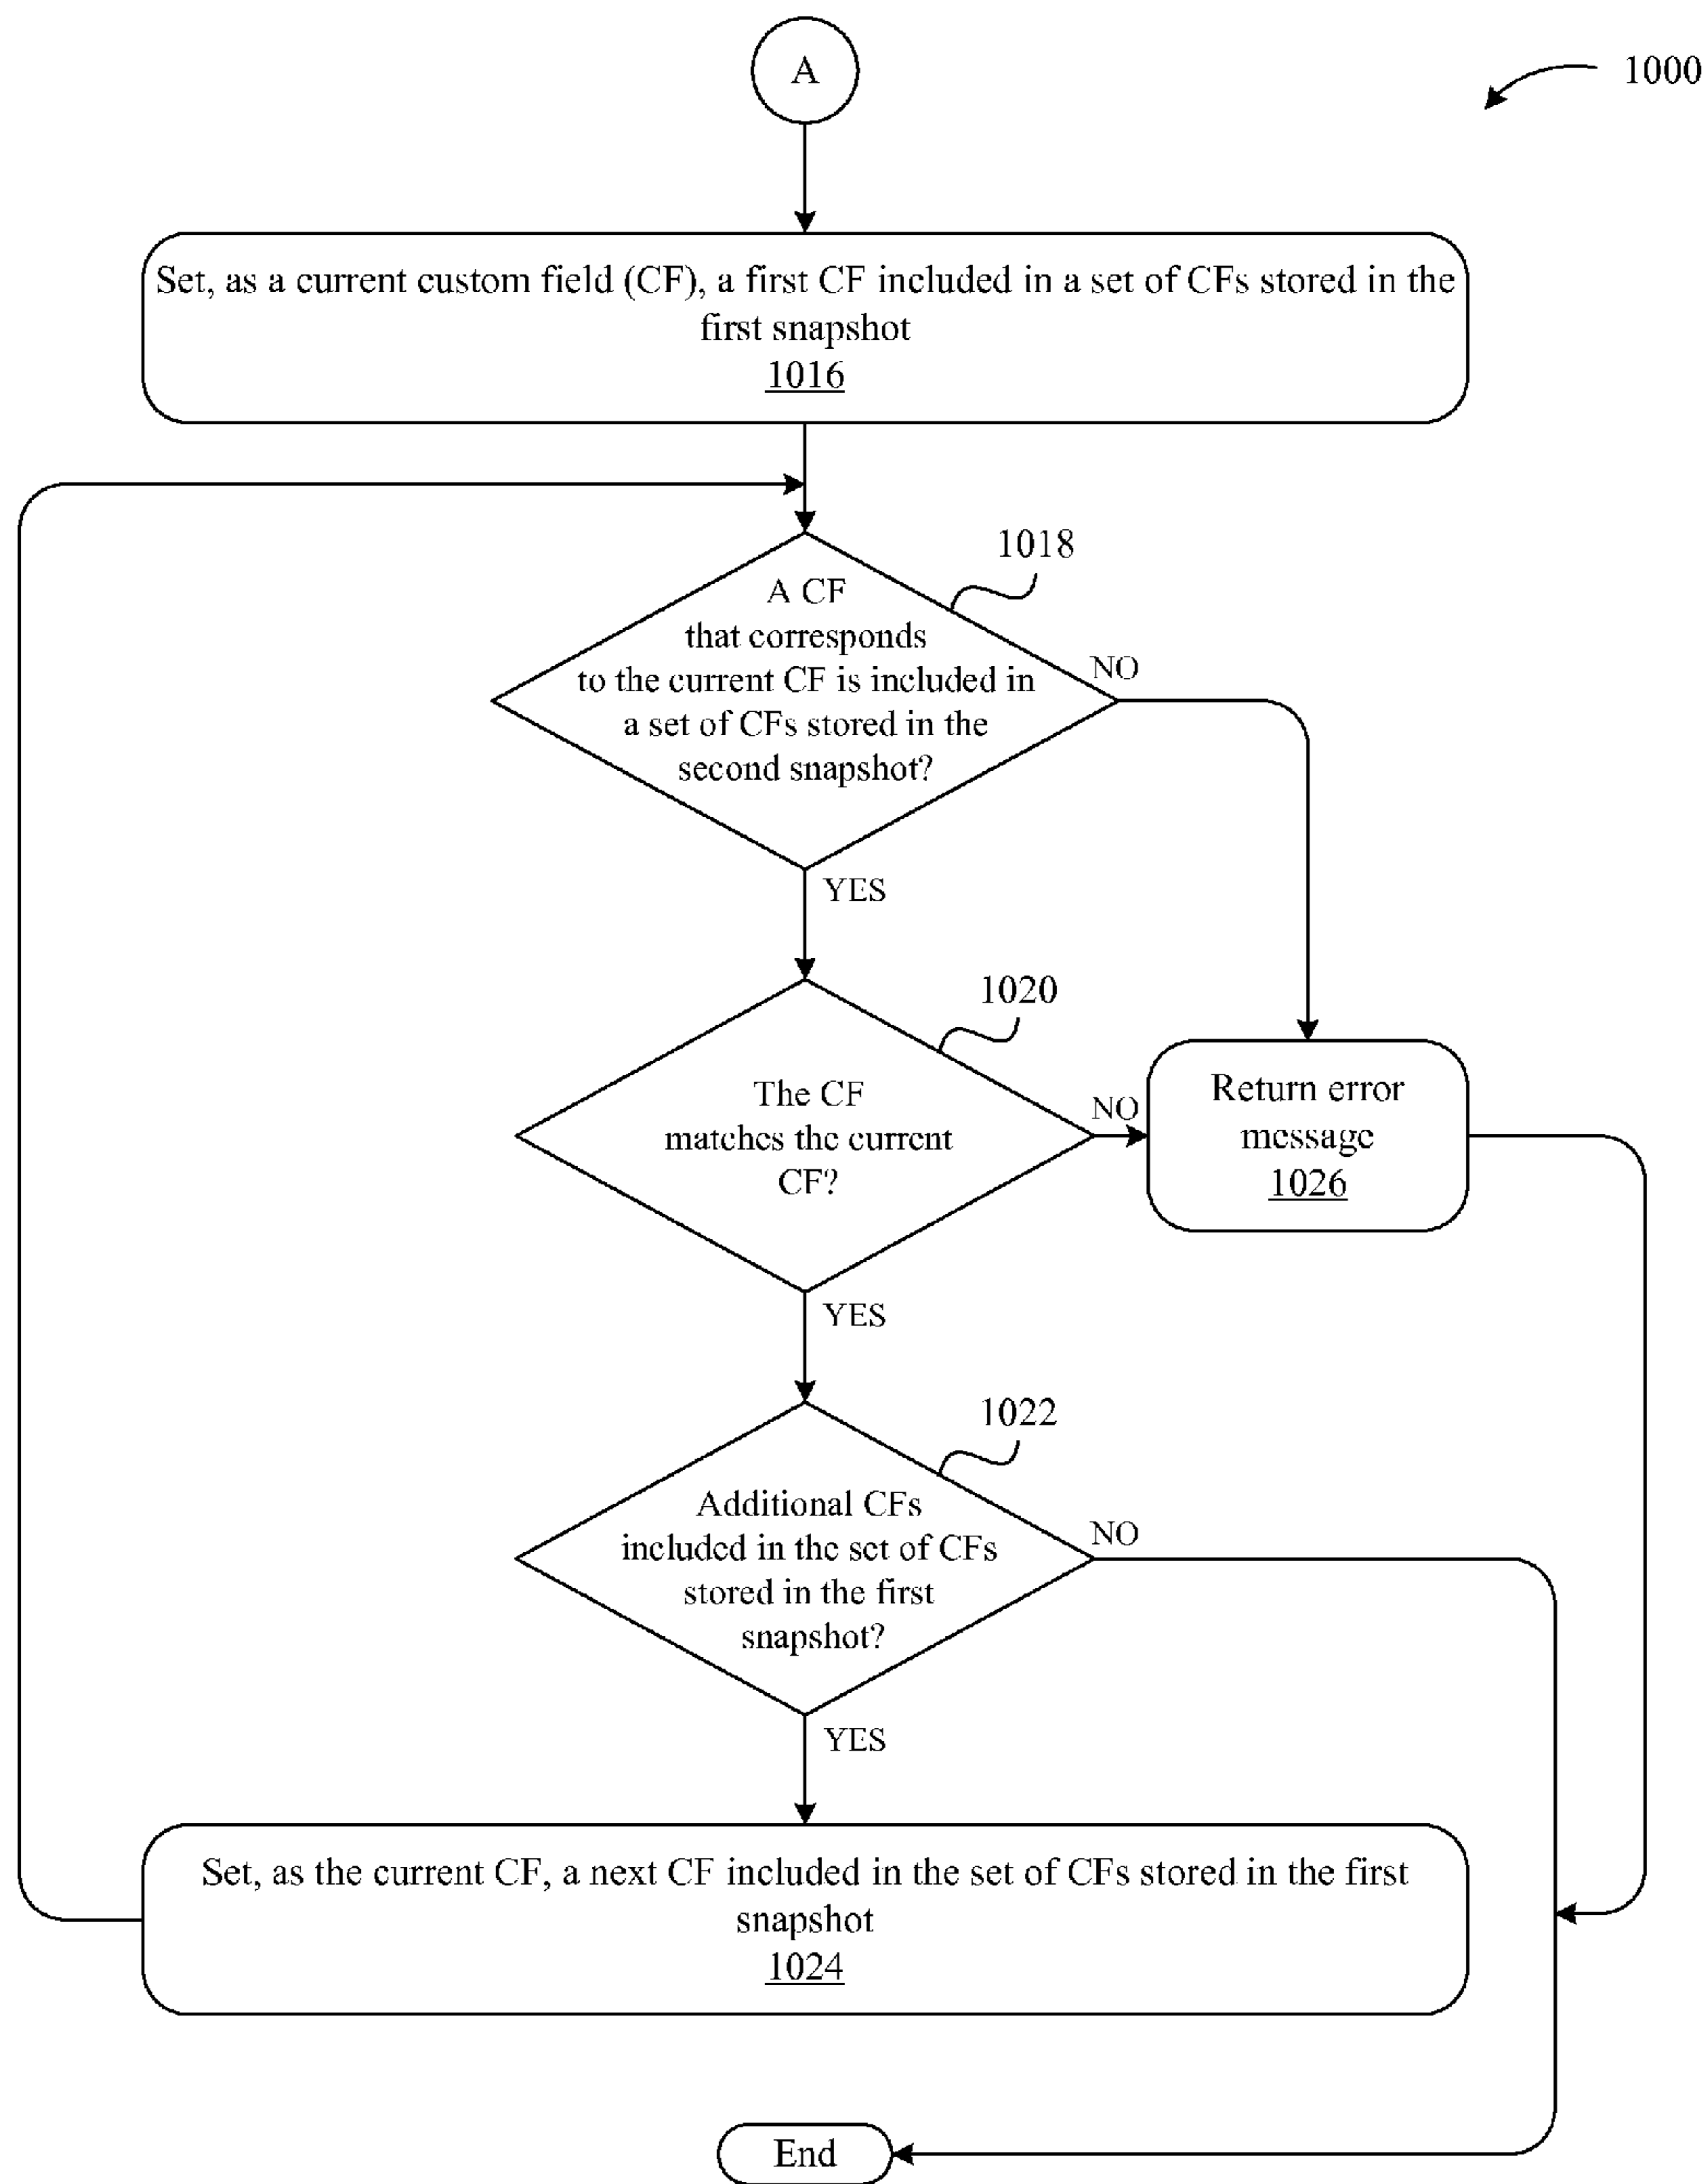 A
1000
Set, as a current custom field (CF), a first CF included in a set of CFs stored in the
first snapshot
1016
1018
A CF
that corresponds
to the current CF is included in
a set of CFs stored in the
second snapshot?
NO
YES
1020
The CF
matches the current
CF?
NO
Return error
message
1026
YES
1022
Additional CFs
included in the set of CFs
stored in the first
snapshot?
NO
YES
Set, as the current CF, a next CF included in the set of CFs stored in the first
snapshot
1024
End